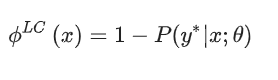 ϕ^{LC} (x) = 1 − P(y*|x; θ)